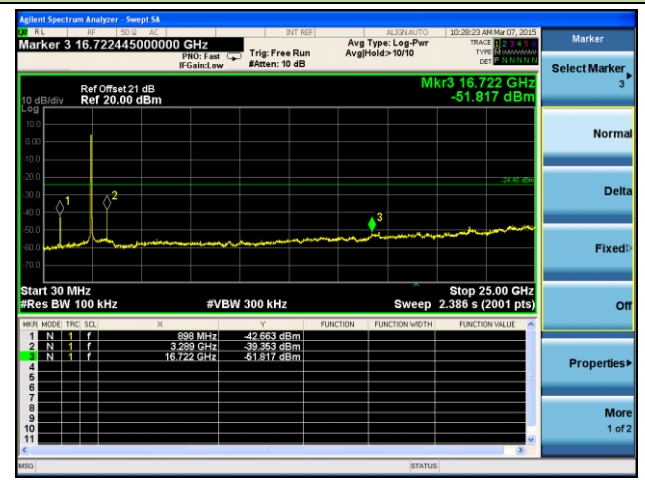 Agilent Spectrum Analyzer - Swept SA
RL RF 50 Ω AC INT REF ALIGNAUTO 10:28:23 AM Mar 07, 2015
Marker 3 16.722445000000 GHz
PNO: Fast
IFGain:Low
Trig: Free Run
#Atten: 10 dB
Avg Type: Log-Pwr
Avg|Hold:>10/10
TRACE 1 2 3 4 5 6
TYPE M
DET P N N N N N
Ref Offset 21 dB
10 dB/div Ref 20.00 dBm
Log
Mkr3 16.722 GHz
-51.817 dBm
10.0
0.00
-10.0
-20.0
-24.46 dBm
-30.0
-40.0
-50.0
-60.0
-70.0
1
2
3
Start 30 MHz Stop 25.00 GHz
#Res BW 100 kHz #VBW 300 kHz Sweep 2.386 s (2001 pts)
MKR MODE TRC SCL X Y FUNCTION FUNCTION WIDTH FUNCTION VALUE
1 N 1 f 898 MHz -42.663 dBm
2 N 1 f 3.289 GHz -39.353 dBm
3 N 1 f 16.722 GHz -51.817 dBm
4
5
6
7
8
9
10
11
MSG STATUS
Marker
Select Marker
3
Normal
Delta
Fixed
Off
Properties
More
1 of 2